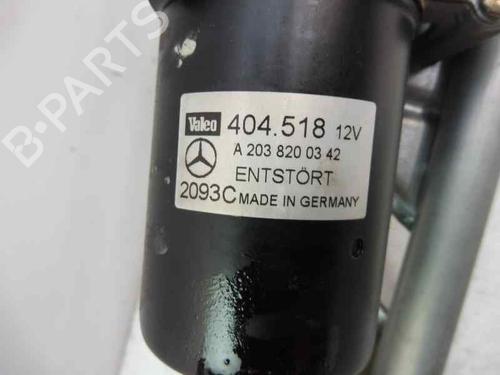 B-PARTS
Valeo 404.518 12V
A 203 820 03 42
ENTSTÖRT
2093C MADE IN GERMANY